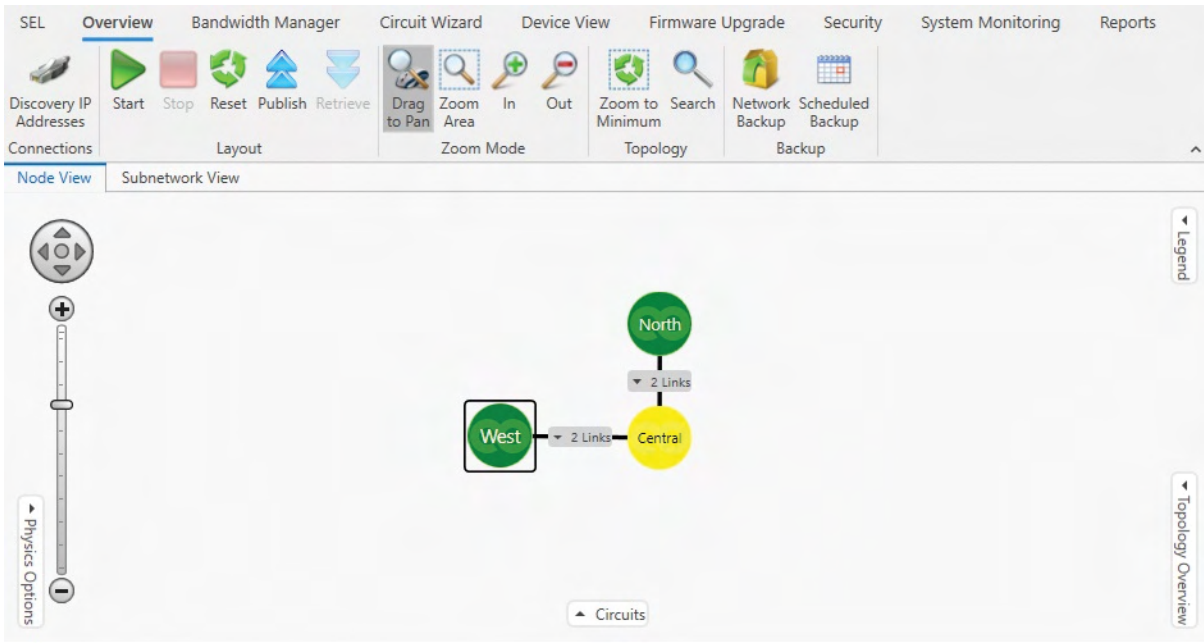 SEL Overview Bandwidth Manager Circuit Wizard Device View Firmware Upgrade Security System Monitoring Reports
Discovery IP Addresses
Start Stop Reset Publish Retrieve
Drag to Pan
Zoom Area
In Out
Zoom to Minimum
Search
Network Backup
Scheduled Backup
Connections Layout Zoom Mode Topology Backup
Node View Subnetwork View
Legend
North
2 Links
West 2 Links Central
Physics Options
Topology Overview
Circuits